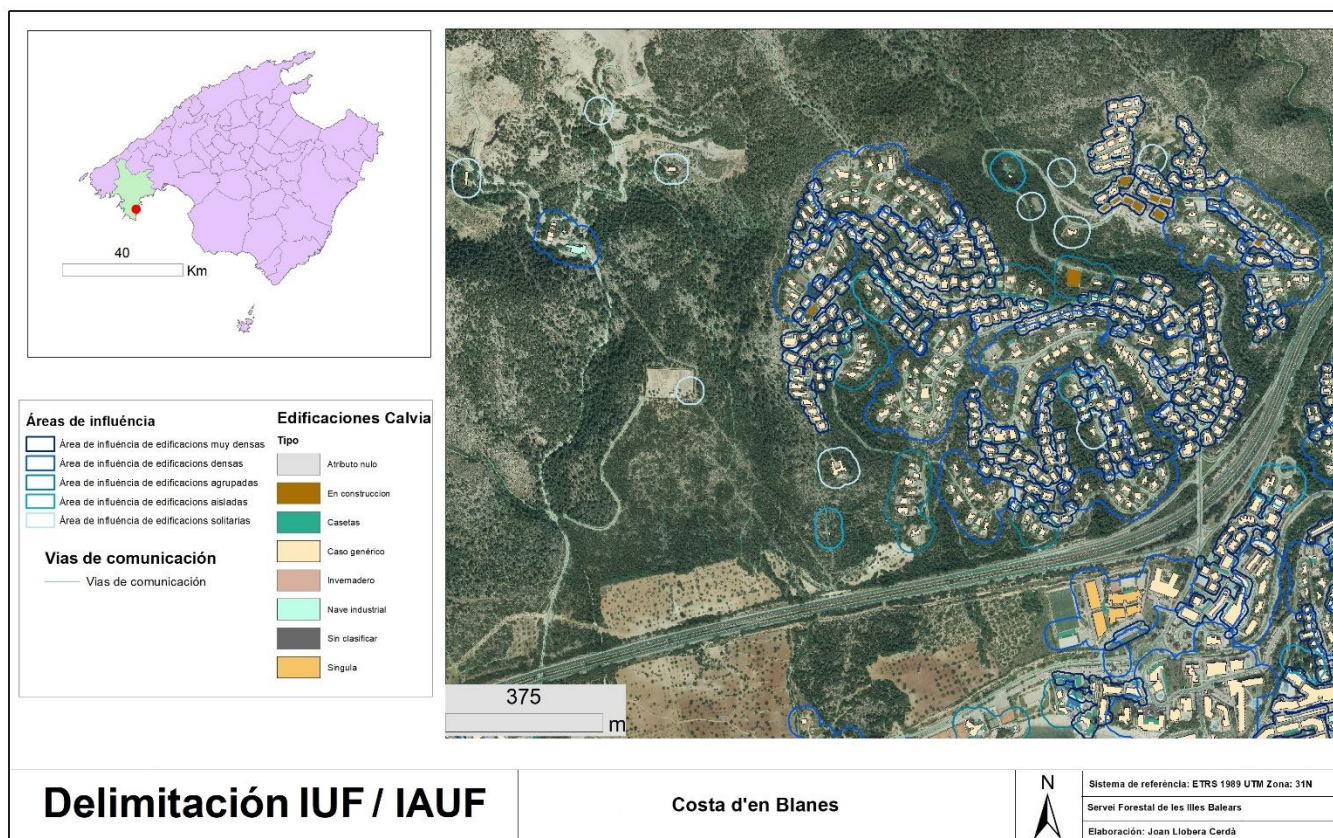 40
Km
Áreas de influéncia
Área de influéncia de edificacions muy densas
Área de influéncia de edificacions densas
Área de influéncia de edificacions agrupadas
Área de influéncia de edificacions aisladas
Área de influéncia de edificacions solitarias
Vias de comunicación
Vias de comunicación
Edificaciones Calvia
Tipo
Atributo nulo
En construccion
Casetas
Caso genérico
Invernadero
Nave industrial
Sin clasificar
Singula
375
m
Delimitación IUF / IAUF
Costa d'en Blanes
N
Sistema de referència: ETRS 1989 UTM Zona: 31N
Servei Forestal de les Illes Balears
Elaboración: Joan Llobera Cerdà